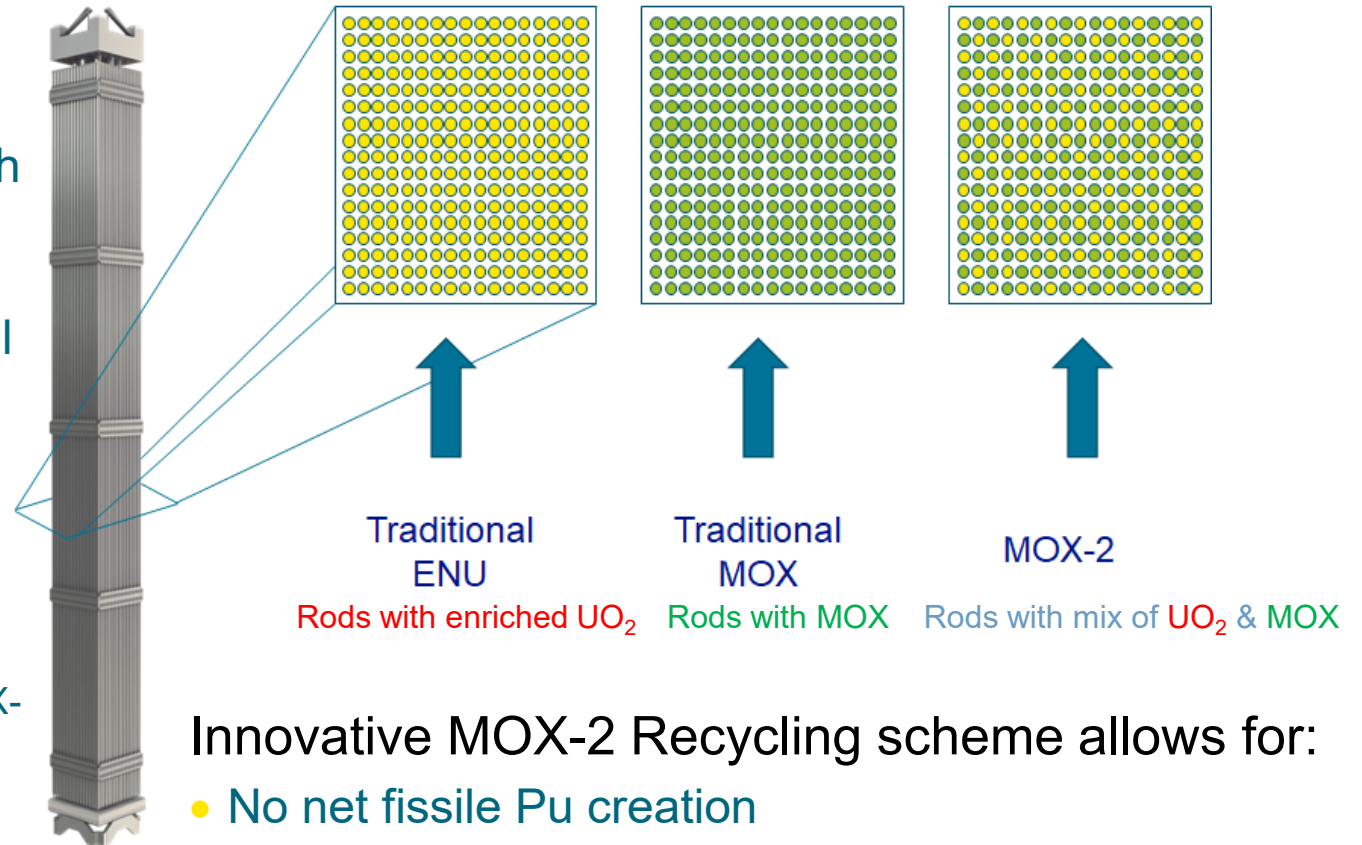 h
l
X-
Traditional
ENU
Rods with enriched UO₂
Traditional
MOX
Rods with MOX
MOX-2
Rods with mix of UO₂ & MOX
Innovative MOX-2 Recycling scheme allows for:
• No net fissile Pu creation